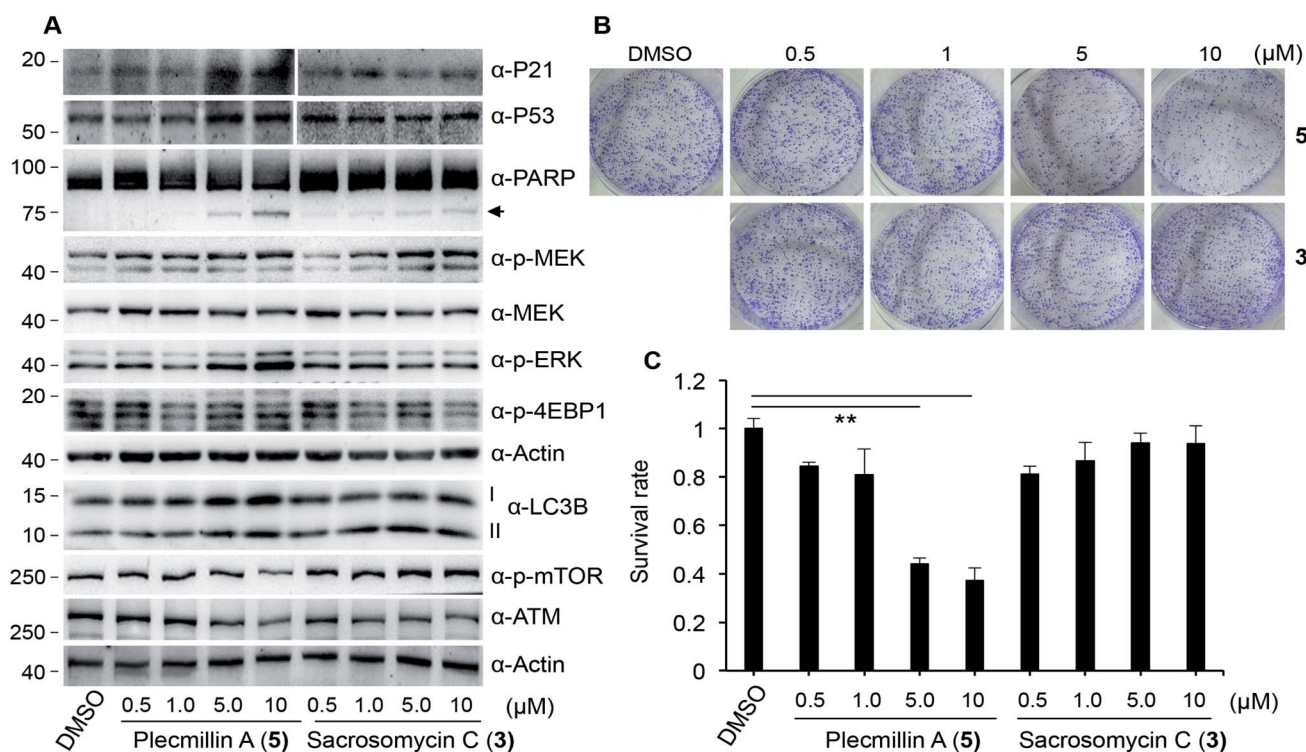 A
20
α-P21
50
α-P53
100
α-PARP
75
40
α-p-MEK
40
α-MEK
40
α-p-ERK
20
α-p-4EBP1
40
α-Actin
15
I
α-LC3B
10
II
250
α-p-mTOR
250
α-ATM
40
α-Actin
DMSO
0.5 1.0 5.0 10 0.5 1.0 5.0 10 (μM)
Plecmillin A (5) Sacrosomycin C (3)
B
DMSO 0.5 1 5 10 (μM)
5
3
C
Survival rate
1.2
1
0.8
0.6
0.4
0.2
0
**
DMSO
0.5 1.0 5.0 10 0.5 1.0 5.0 10 (μM)
Plecmillin A (5) Sacrosomycin C (3)